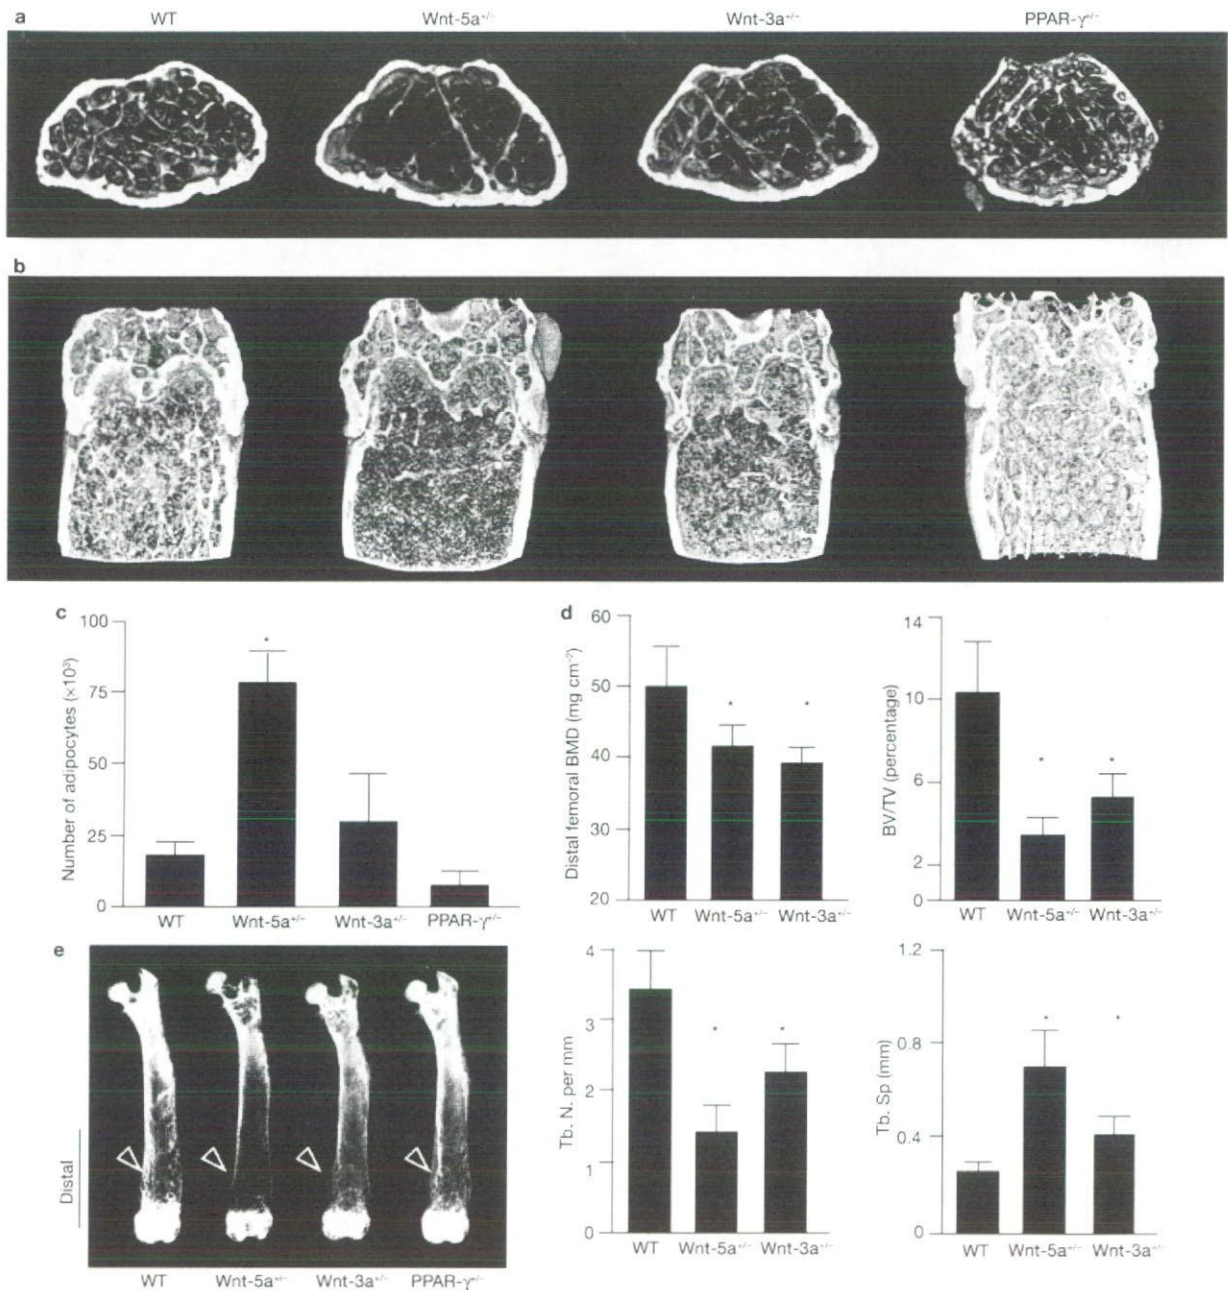 a
WT Wnt-5a+/- Wnt-3a+/- PPAR-γ+/-
b
c
100
75
50
25
0
Number of adipocytes (×10³)
WT Wnt-5a+/- Wnt-3a+/- PPAR-γ+/-
d
60
50
40
30
20
Distal femoral BMD (mg cm⁻²)
WT Wnt-5a+/- Wnt-3a+/-
14
10
6
2
0
BV/TV (percentage)
WT Wnt-5a+/- Wnt-3a+/-
e
Distal
WT Wnt-5a+/- Wnt-3a+/- PPAR-γ+/-
4
3
2
1
0
Tb. N. per mm
WT Wnt-5a+/- Wnt-3a+/-
1.2
0.8
0.4
0
Tb. Sp (mm)
WT Wnt-5a+/- Wnt-3a+/-